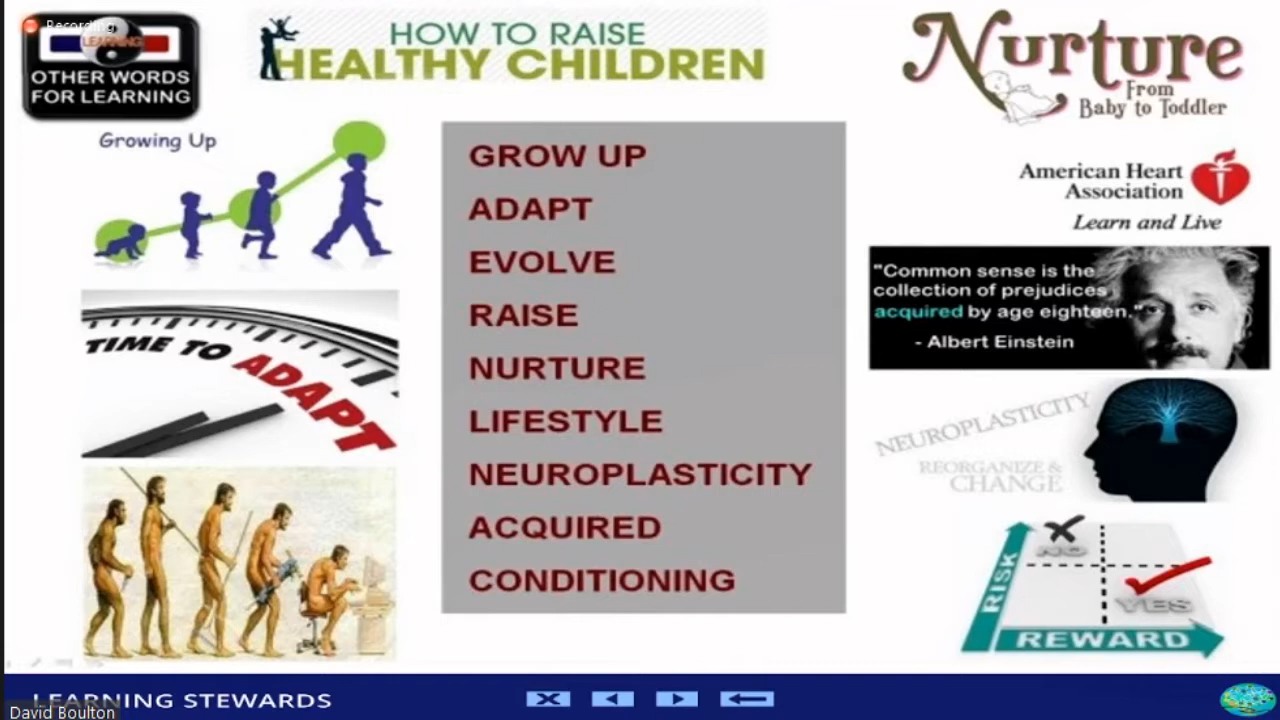 Recording
LEARNING
OTHER WORDS
FOR LEARNING
HOW TO RAISE
HEALTHY CHILDREN
Nurture
From
Baby to Toddler
Growing Up
GROW UP
ADAPT
EVOLVE
RAISE
NURTURE
LIFESTYLE
NEUROPLASTICITY
ACQUIRED
CONDITIONING
American Heart
Association
Learn and Live
"Common sense is the
collection of prejudices
acquired by age eighteen."
- Albert Einstein
TIME TO ADAPT
NEUROPLASTICITY
REORGANIZE &
CHANGE
NO
YES
RISK
REWARD
LEARNING STEWARDS
David Boulton